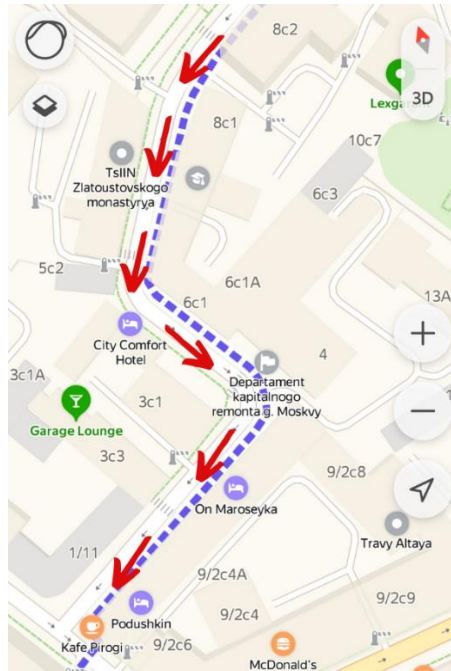 8c2
3D
Lexgarden
8c1
10c7
TsIIN
Zlatoustovskogo
monastyrya
6c3
5c2
6c1A
13A
6c1
City Comfort
Hotel
4
3c1A
Departament
kapitalnogo
remonta g. Moskvy
3c1
Garage Lounge
3c3
9/2c8
On Maroseyka
Travy Altaya
1/11
9/2c4A
9/2c9
Podushkin
9/2c4
Kafe Pirogi
9/2c6
McDonald's